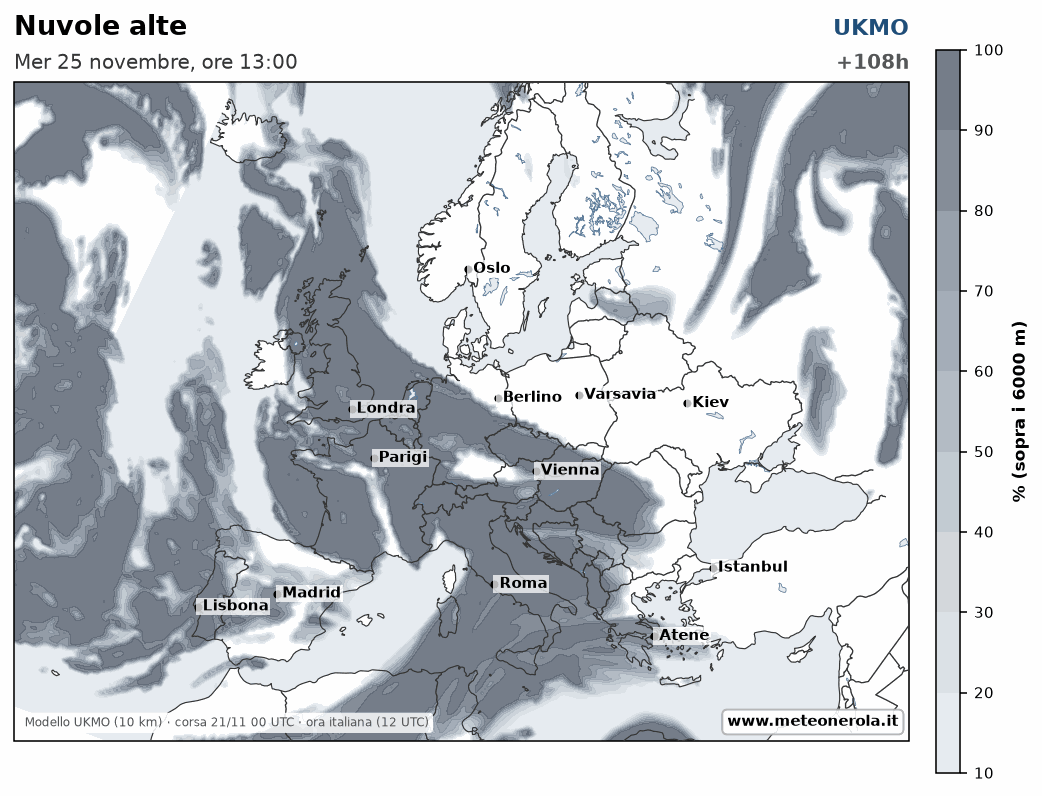 Nuvole alte
UKMO
Mer 25 novembre, ore 13:00
+108h
Oslo
Berlino
Varsavia
Kiev
Londra
Parigi
Vienna
Istanbul
Roma
Madrid
Lisbona
Atene
Modello UKMO (10 km) · corsa 21/11 00 UTC · ora italiana (12 UTC)
www.meteonerola.it
100
90
80
70
60
50
40
30
20
10
% (sopra i 6000 m)